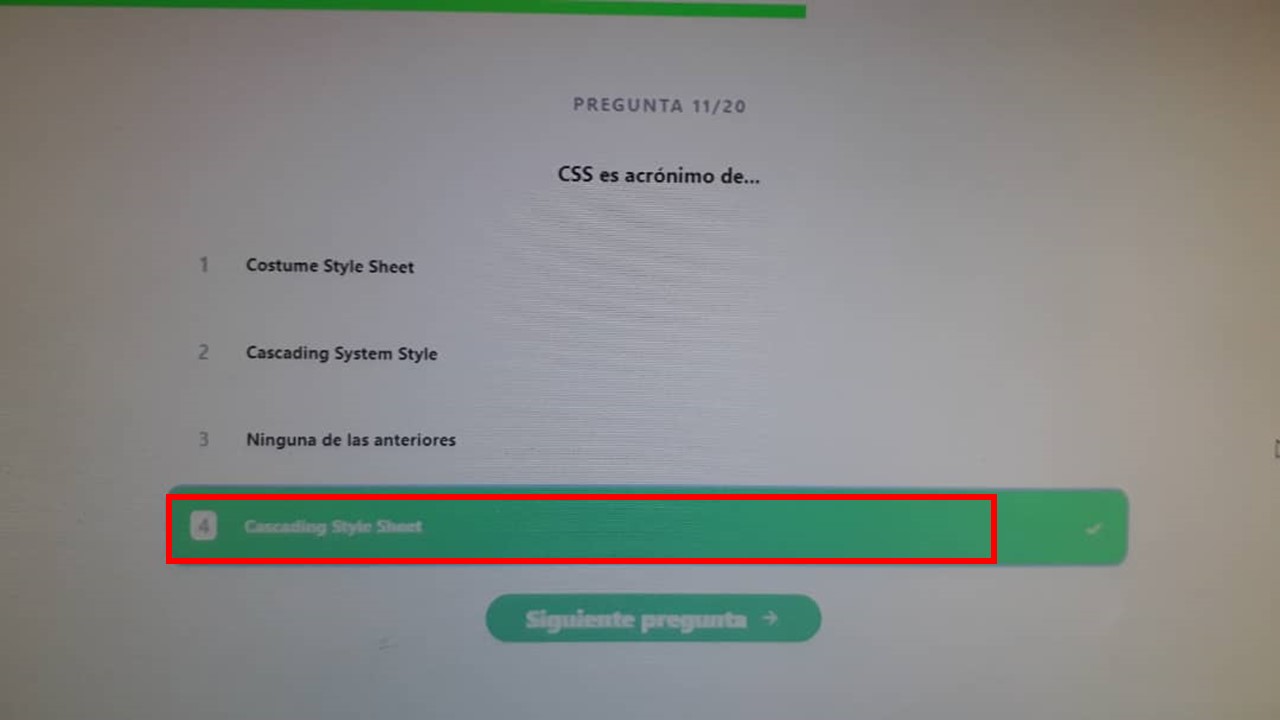 PREGUNTA 11/20
CSS es acrónimo de...
1 Costume Style Sheet
2 Cascading System Style
3 Ninguna de las anteriores
4 Cascading Style Sheet
Siguiente pregunta →